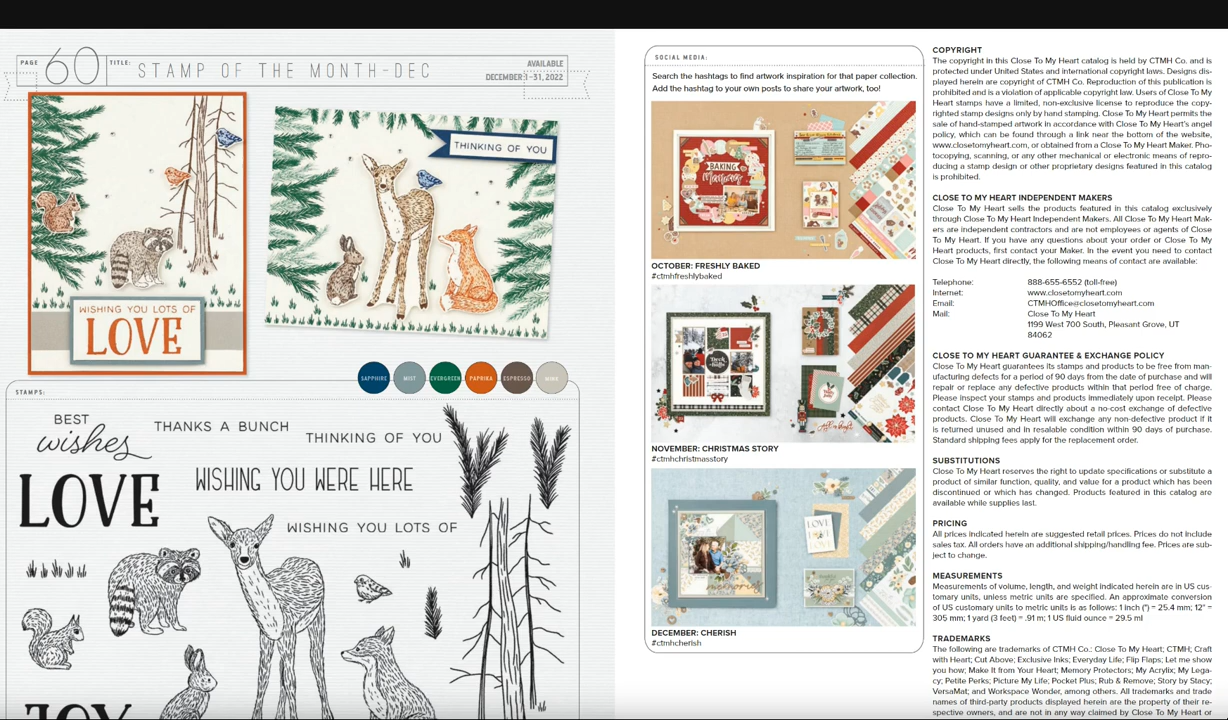 PAGE 60 TITLE: STAMP OF THE MONTH-DEC
AVAILABLE
DECEMBER 1-31, 2022
THINKING OF YOU
WISHING YOU LOTS OF
LOVE
SAPPHIRE MIST EVERGREEN PAPRIKA ESPRESSO
STAMPS:
BEST
wishes
THANKS A BUNCH
THINKING OF YOU
LOVE
WISHING YOU WERE HERE
WISHING YOU LOTS OF
JOY
SOCIAL MEDIA:
Search the hashtags to find artwork inspiration for that paper collection.
Add the hashtag to your own posts to share your artwork, too!
BAKING
Memories
OCTOBER: FRESHLY BAKED
#ctmhfreshlybaked
NOVEMBER: CHRISTMAS STORY
#ctmhchristmasstory
LOVE
memories
DECEMBER: CHERISH
#ctmhcherish
COPYRIGHT
The copyright in this Close To My Heart catalog is held by CTMH Co. and is
protected under United States and international copyright laws. Designs dis-
played herein are copyright of CTMH Co. Reproduction of this publication is
prohibited and is a violation of applicable copyright law. Users of Close To My
Heart stamps have a limited, non-exclusive license to reproduce the copy-
righted stamp designs only by hand stamping. Close To My Heart permits the
sale of hand-stamped artwork in accordance with Close To My Heart's angel
policy, which can be found through a link near the bottom of the website,
www.closetomyheart.com, or obtained from a Close To My Heart Maker. Pho-
tocopying, scanning, or any other mechanical or electronic means of repro-
ducing a stamp design or other proprietary designs featured in this catalog
is prohibited.
CLOSE TO MY HEART INDEPENDENT MAKERS
Close To My Heart sells the products featured in this catalog exclusively
through Close To My Heart Independent Makers. All Close To My Heart Mak-
ers are independent contractors and are not employees or agents of Close
To My Heart. If you have any questions about your order or Close To My
Heart products, first contact your Maker. In the event you need to contact
Close To My Heart directly, the following means of contact are available:
Telephone: 888-655-6552 (toll-free)
Internet: www.closetomyheart.com
Email: CTMHOffice@closetomyheart.com
Mail: Close To My Heart
1199 West 700 South, Pleasant Grove, UT
84062
CLOSE TO MY HEART GUARANTEE & EXCHANGE POLICY
Close To My Heart guarantees its stamps and products to be free from man-
ufacturing defects for a period of 90 days from the date of purchase and will
repair or replace any defective products within that period free of charge.
Please inspect your stamps and products immediately upon receipt. Please
contact Close To My Heart directly about a no-cost exchange of defective
products. Close To My Heart will exchange any non-defective product if it
is returned unused and in resalable condition within 90 days of purchase.
Standard shipping fees apply for the replacement order.
SUBSTITUTIONS
Close To My Heart reserves the right to update specifications or substitute a
product of similar function, quality, and value for a product which has been
discontinued or which has changed. Products featured in this catalog are
available while supplies last.
PRICING
All prices indicated herein are suggested retail prices. Prices do not include
sales tax. All orders have an additional shipping/handling fee. Prices are sub-
ject to change.
MEASUREMENTS
Measurements of volume, length, and weight indicated herein are in US cus-
tomary units, unless metric units are specified. An approximate conversion
of US customary units to metric units is as follows: 1 inch (") = 25.4 mm; 12" =
305 mm; 1 yard (3 feet) = .91 m; 1 US fluid ounce = 29.5 ml
TRADEMARKS
The following are trademarks of CTMH Co.: Close To My Heart; CTMH; Craft
with Heart; Cut Above; Exclusive Inks; Everyday Life; Flip Flaps; Let me show
you how; Make It from Your Heart; Memory Protectors; My Acrylix; My Lega-
cy; Petite Perks; Picture My Life; Pocket Plus; Rub & Remove; Story by Stacy;
VersaMat; and Workspace Wonder, among others. All trademarks and trade
names of third-party products displayed herein are the property of their re-
spective owners, and are not in any way claimed by Close To My Heart or